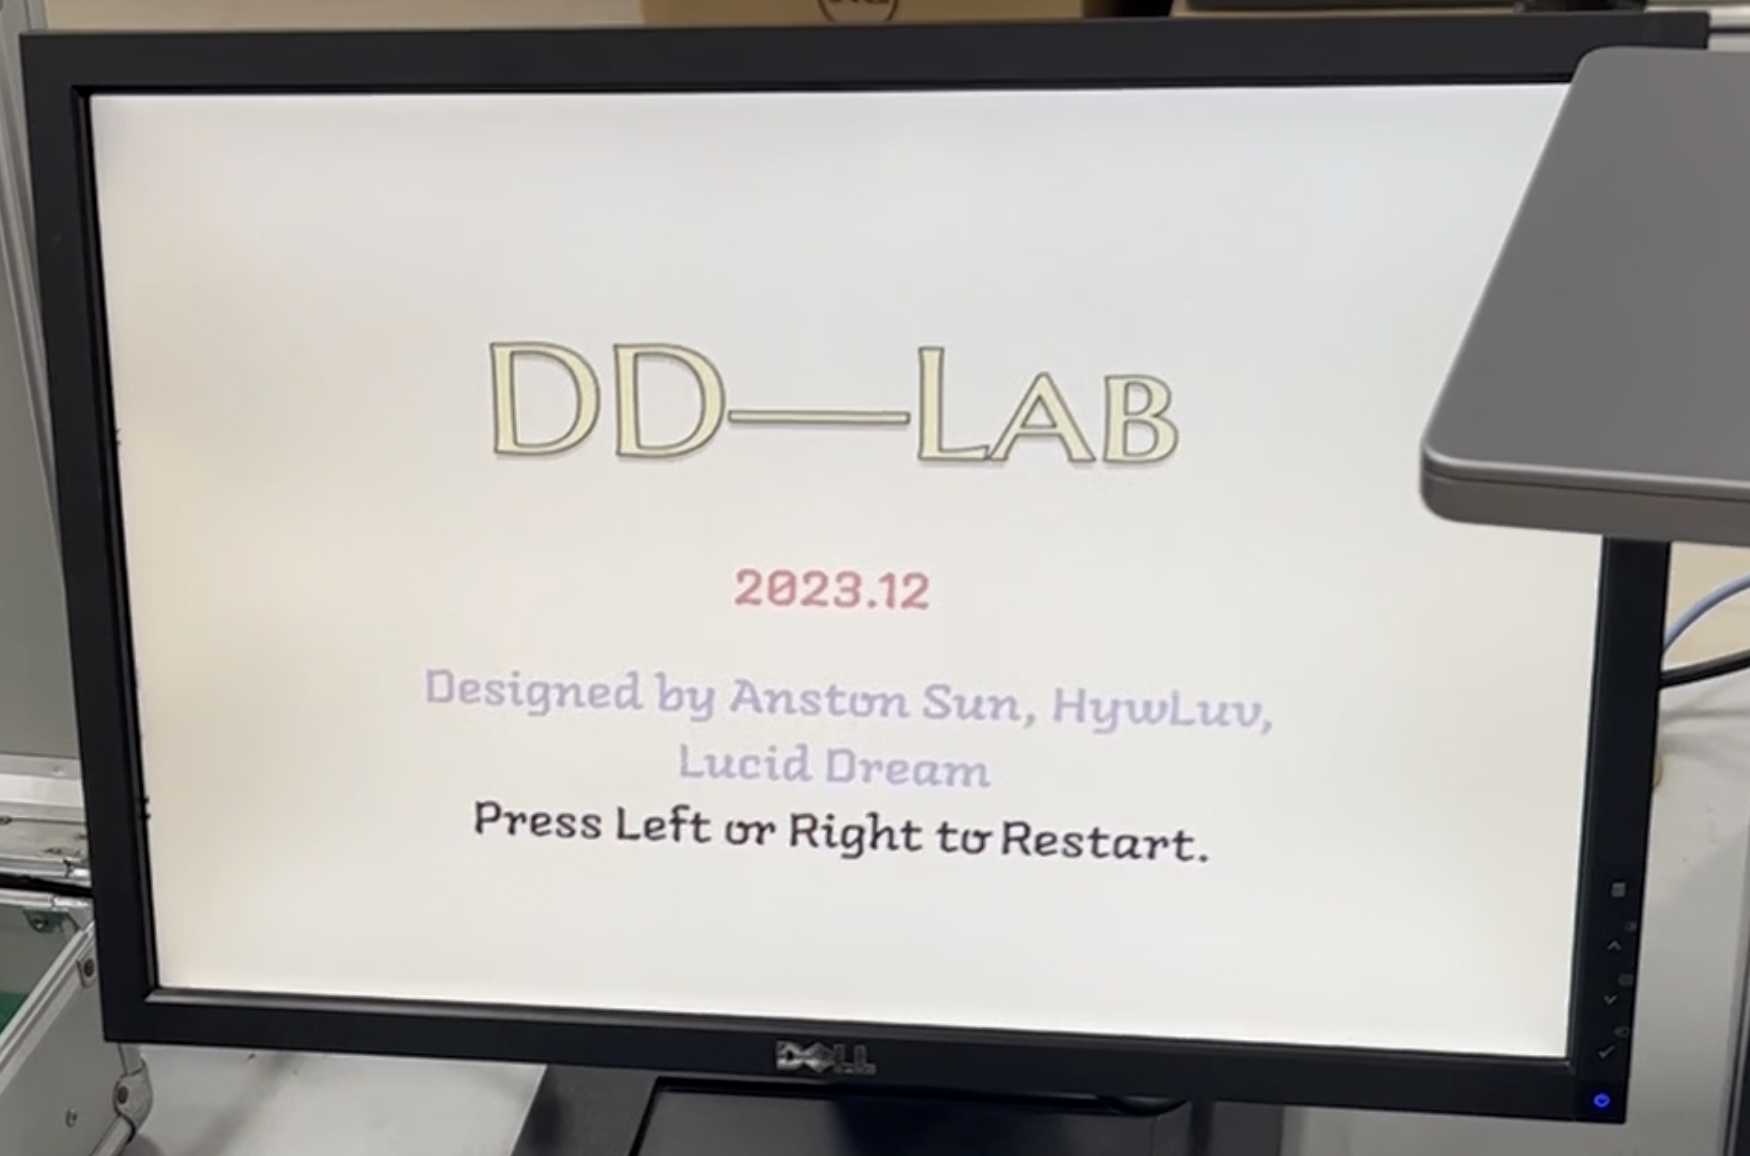 DD—LAB
2023.12
Designed by Anston Sun, HywLuv,
Lucid Dream
Press Left or Right to Restart.
DELL